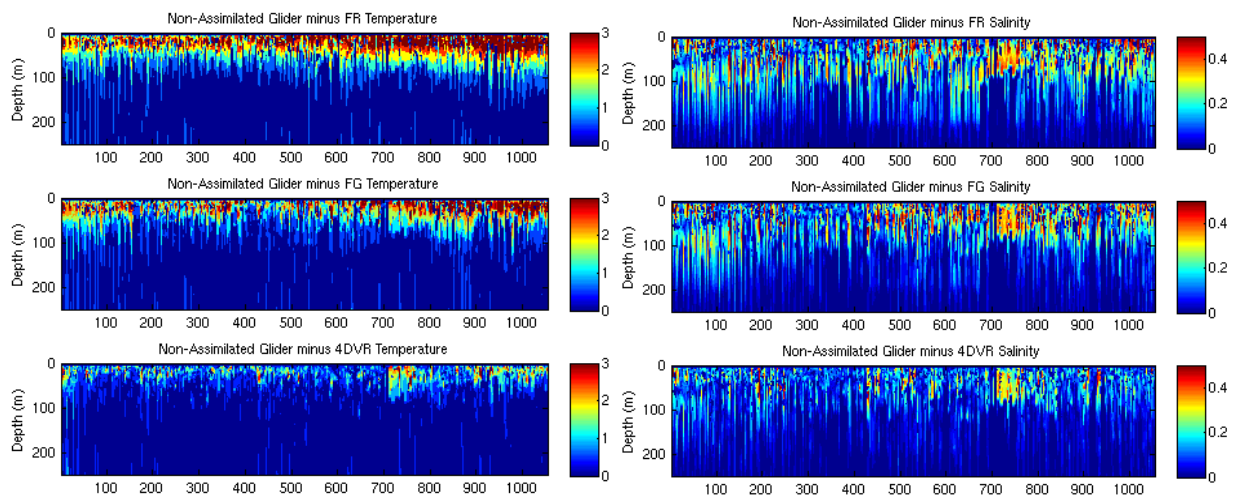 Non-Assimilated Glider minus FR Temperature
0
100
200
Depth (m)
100 200 300 400 500 600 700 800 900 1000
3
2
1
0
Non-Assimilated Glider minus FR Salinity
0
100
200
Depth (m)
100 200 300 400 500 600 700 800 900 1000
0.4
0.2
0
Non-Assimilated Glider minus FG Temperature
0
100
200
Depth (m)
100 200 300 400 500 600 700 800 900 1000
3
2
1
0
Non-Assimilated Glider minus FG Salinity
0
100
200
Depth (m)
100 200 300 400 500 600 700 800 900 1000
0.4
0.2
0
Non-Assimilated Glider minus 4DVR Temperature
0
100
200
Depth (m)
100 200 300 400 500 600 700 800 900 1000
3
2
1
0
Non-Assimilated Glider minus 4DVR Salinity
0
100
200
Depth (m)
100 200 300 400 500 600 700 800 900 1000
0.4
0.2
0